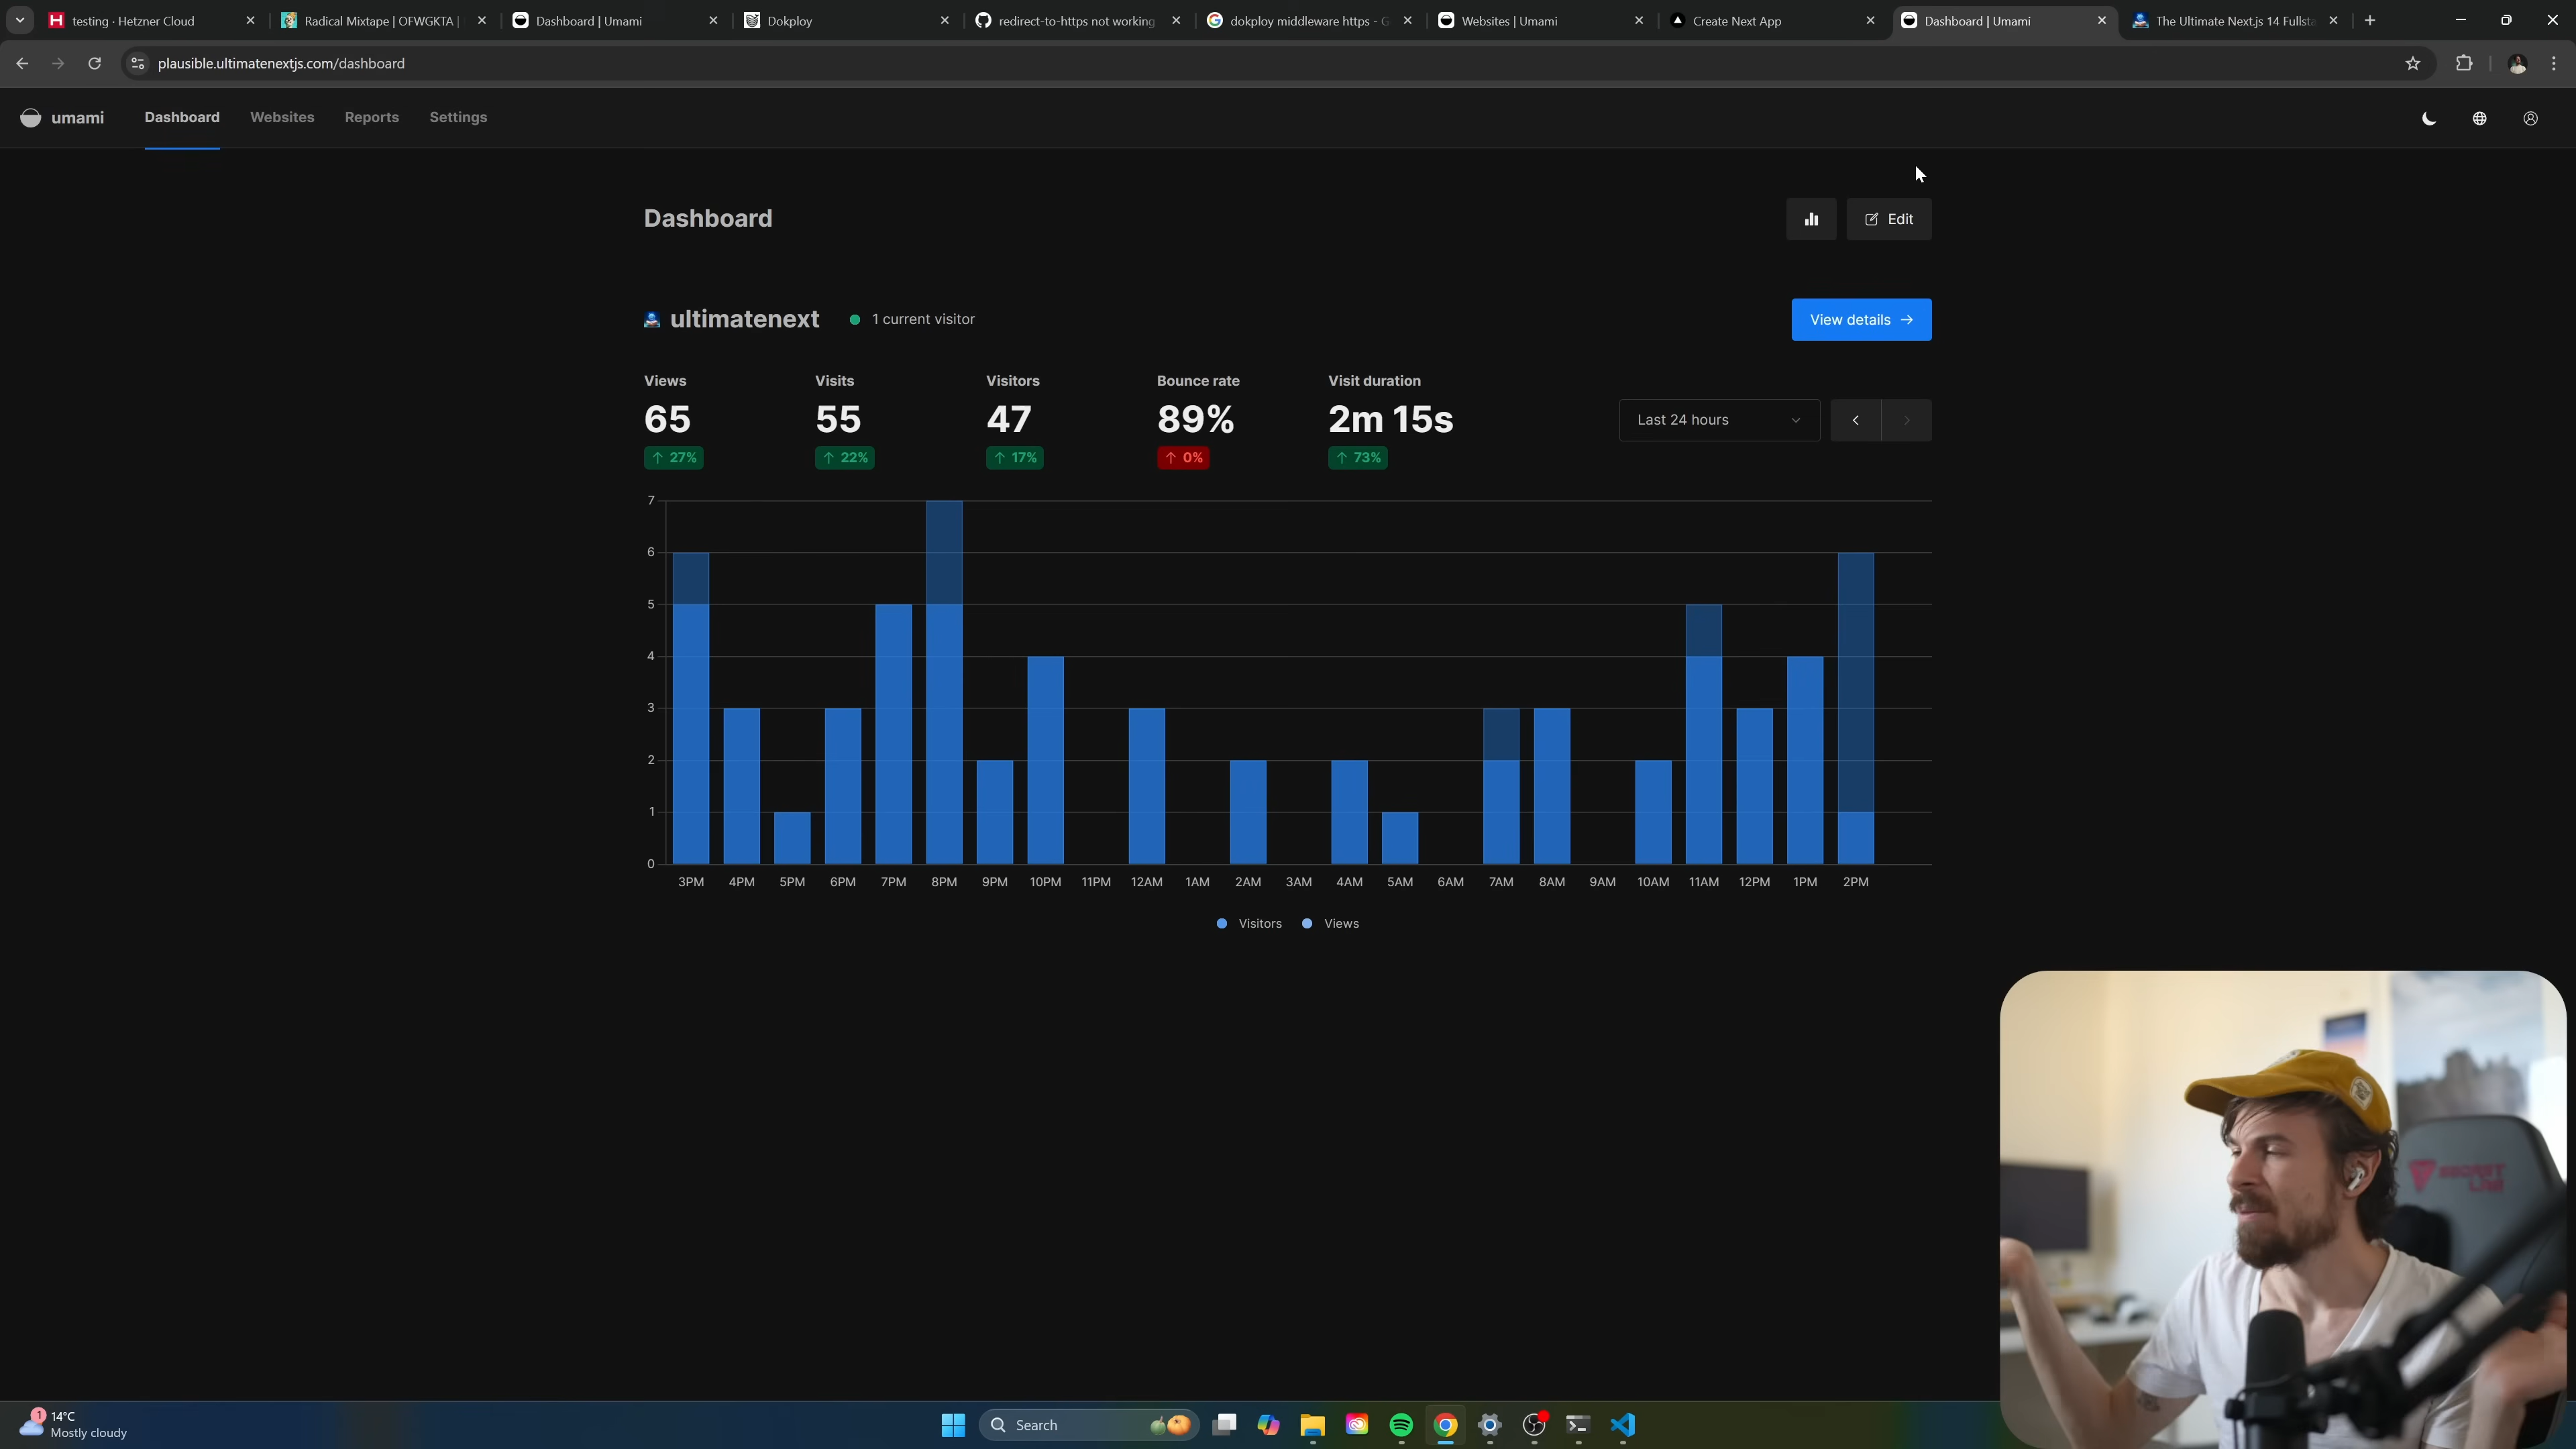 testing · Hetzner Cloud
Radical Mixtape | OFWGKTA |
Dashboard | Umami
Dokploy
redirect-to-https not working
dokploy middleware https - G
Websites | Umami
Create Next App
Dashboard | Umami
The Ultimate Next.js 14 Fullsta
plausible.ultimatenextjs.com/dashboard
umami
Dashboard
Websites
Reports
Settings
Dashboard
Edit
ultimatenext
1 current visitor
View details
Views
Visits
Visitors
Bounce rate
Visit duration
65
55
47
89%
2m 15s
Last 24 hours
27%
22%
17%
0%
73%
7
6
5
4
3
2
1
0
3PM
4PM
5PM
6PM
7PM
8PM
9PM
10PM
11PM
12AM
1AM
2AM
3AM
4AM
5AM
6AM
7AM
8AM
9AM
10AM
11AM
12PM
1PM
2PM
Visitors
Views
1
14°C
Mostly cloudy
Search
SECRET
LAB